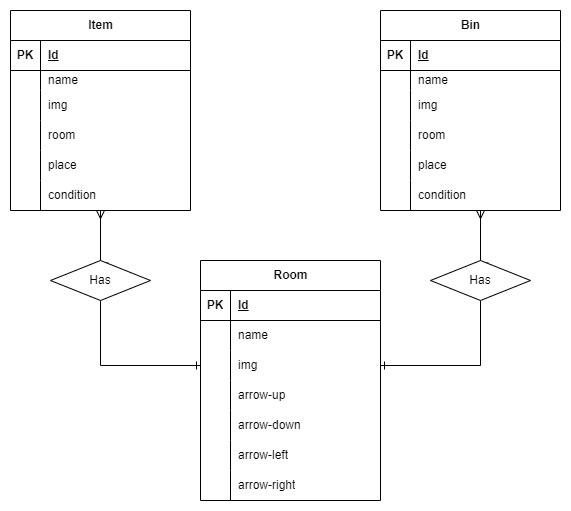 Item
PK Id
name
img
room
place
condition
Bin
PK Id
name
img
room
place
condition
Has
Has
Room
PK Id
name
img
arrow-up
arrow-down
arrow-left
arrow-right